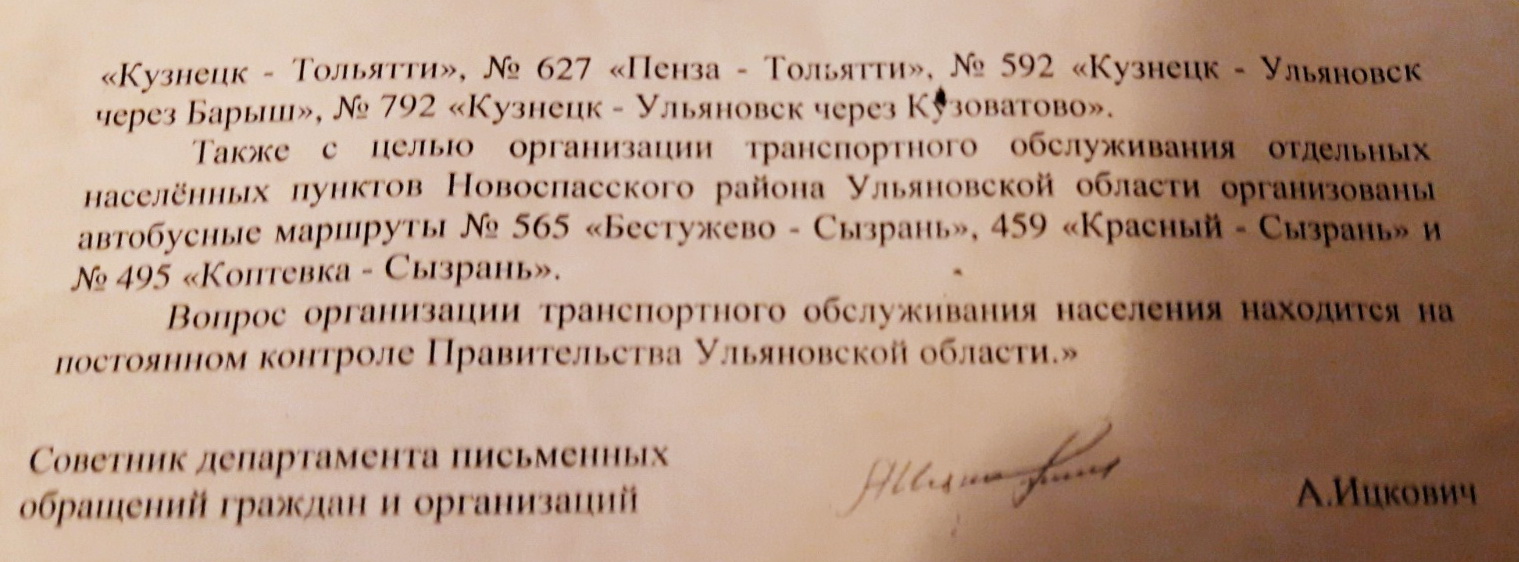 «Кузнецк - Тольятти», № 627 «Пенза - Тольятти», № 592 «Кузнецк - Ульяновск
через Барыш», № 792 «Кузнецк - Ульяновск через Кузоватово».
Также с целью организации транспортного обслуживания отдельных
населённых пунктов Новоспасского района Ульяновской области организованы
автобусные маршруты № 565 «Бестужево - Сызрань», 459 «Красный - Сызрань» и
№ 495 «Коптевка - Сызрань».
Вопрос организации транспортного обслуживания населения находится на
постоянном контроле Правительства Ульяновской области.»
Советник департамента письменных
обращений граждан и организаций
А.Ицкович